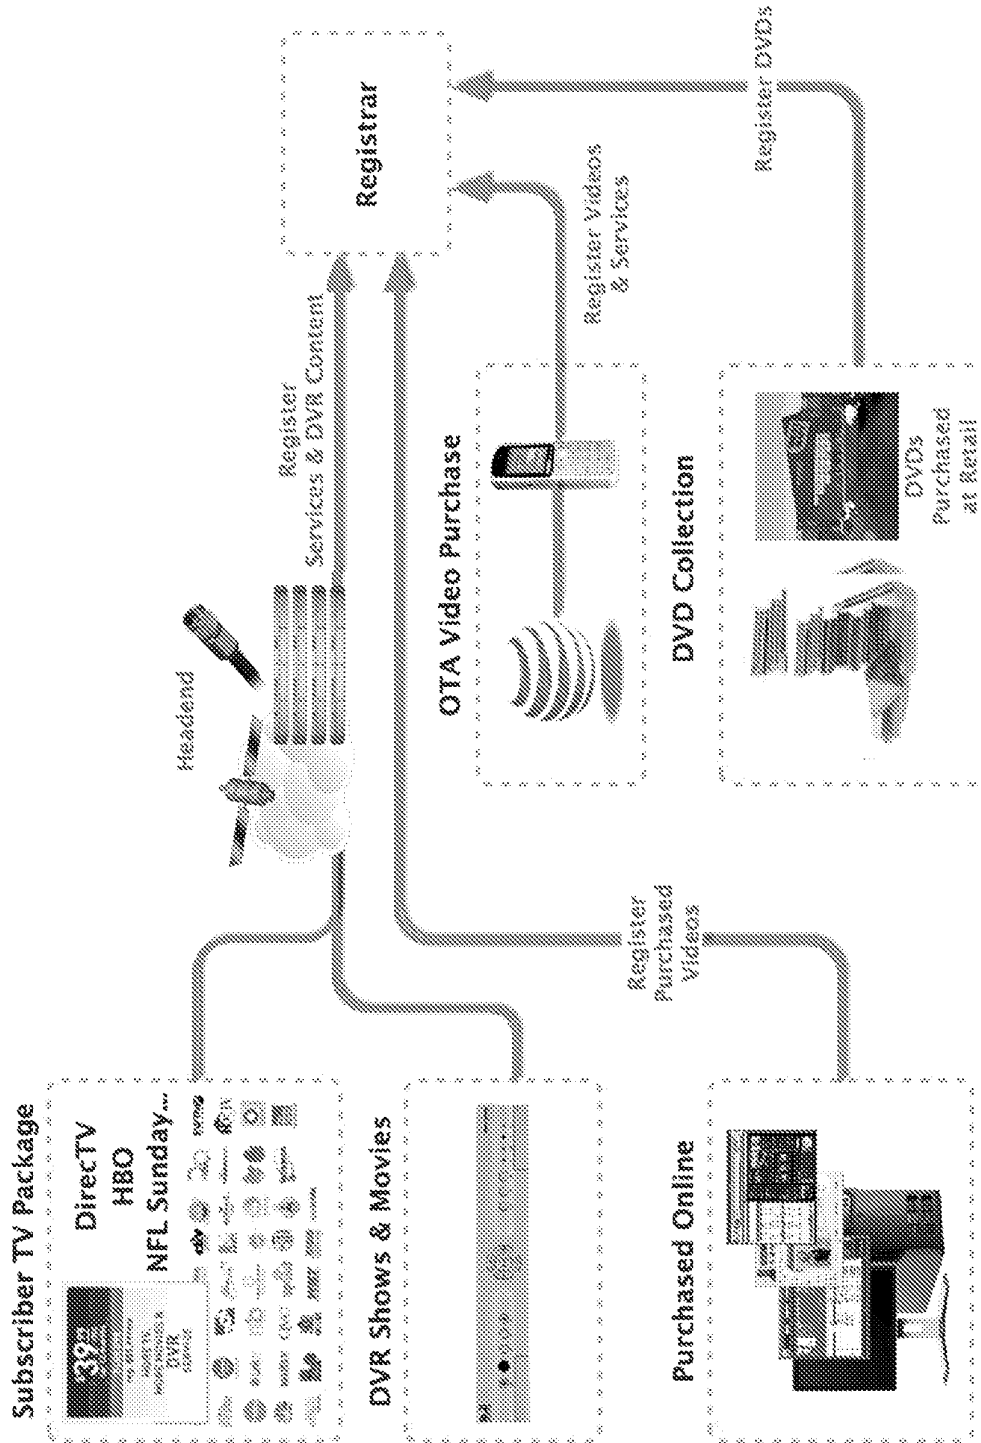 Subscriber TV Package
DirecTV
HBO
NFL Sunday...
DVR
DVR Shows & Movies
Purchased Online
Headend
Register
Services & DVR Content
Registrar
OTA Video Purchase
Register Videos
& Services
DVD Collection
DVDs
Purchased
at Retail
Register DVDs
Register
Purchased
Videos